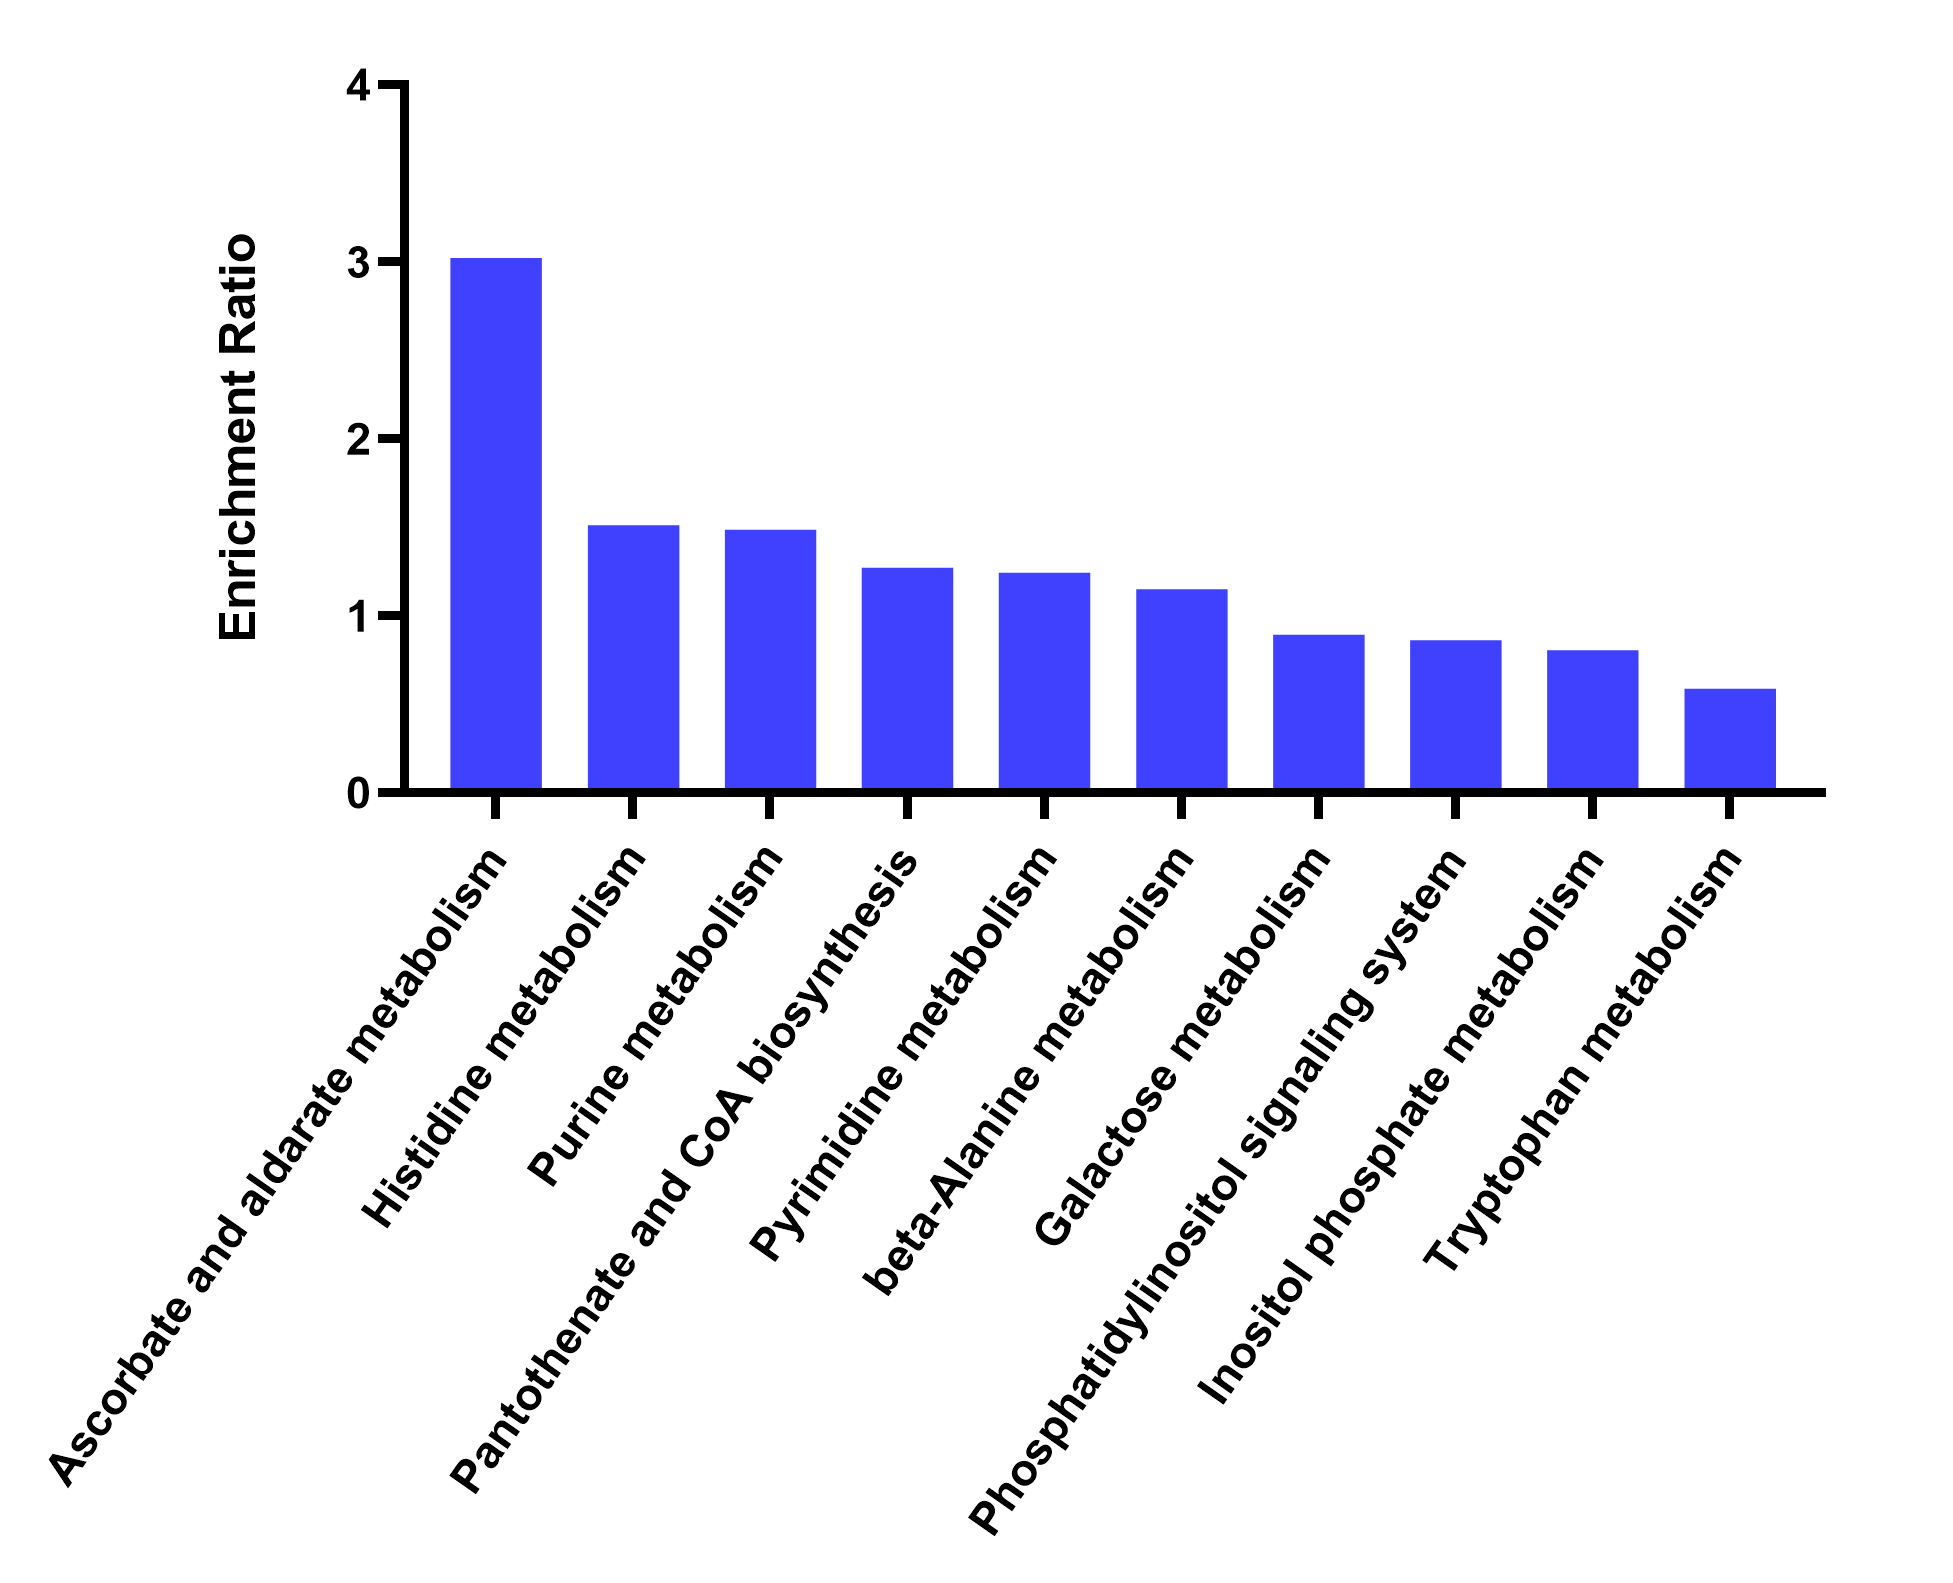 Enrichment Ratio
4
3
2
1
0
Ascorbate and aldarate metabolism
Histidine metabolism
Purine metabolism
Pantothenate and CoA biosynthesis
Pyrimidine metabolism
beta-Alanine metabolism
Galactose metabolism
Phosphatidylinositol signaling system
Inositol phosphate metabolism
Tryptophan metabolism